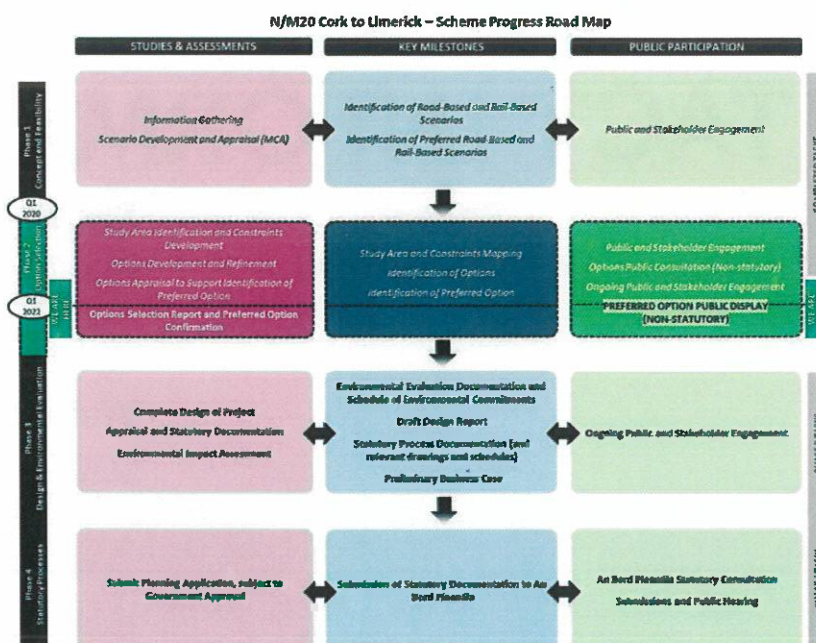 N/M20 Cork to Limerick – Scheme Progress Road Map
STUDIES & ASSESSMENTS
KEY MILESTONES
PUBLIC PARTICIPATION
Phase 1
Concept and Feasibility
Information Gathering
Scenario Development and Appraisal (MCA)
Identification of Road-Based and Rail-Based
Scenarios
Identification of Preferred Road-Based and
Rail-Based Scenarios
Public and Stakeholder Engagement
Q1
2020
Phase 2
Option Selection
Study Area Identification and Constraints
Development
Options Development and Refinement
Options Appraisal to Support Identification of
Preferred Option
Options Selection Report and Preferred Option
Confirmation
Study Area and Constraints Mapping
Identification of Options
Identification of Preferred Option
Public and Stakeholder Engagement
Options Public Consultation (Non-statutory)
Ongoing Public and Stakeholder Engagement
PREFERRED OPTION PUBLIC DISPLAY
(NON-STATUTORY)
Q1
2022
WE ARE
HERE
WE ARE
Phase 3
Design & Environmental Evaluation
Complete Design of Project
Appraisal and Statutory Documentation
Environmental Impact Assessment
Environmental Evaluation Documentation and
Schedule of Environmental Commitments
Draft Design Report
Statutory Process Documentation (and
relevant drawings and schedules)
Preliminary Business Case
Ongoing Public and Stakeholder Engagement
Phase 4
Statutory Processes
Submit Planning Application, subject to
Government Approval
Submission of Statutory Documentation to An
Bord Pleanála
An Bord Pleanála Statutory Consultation
Submissions and Public Hearing